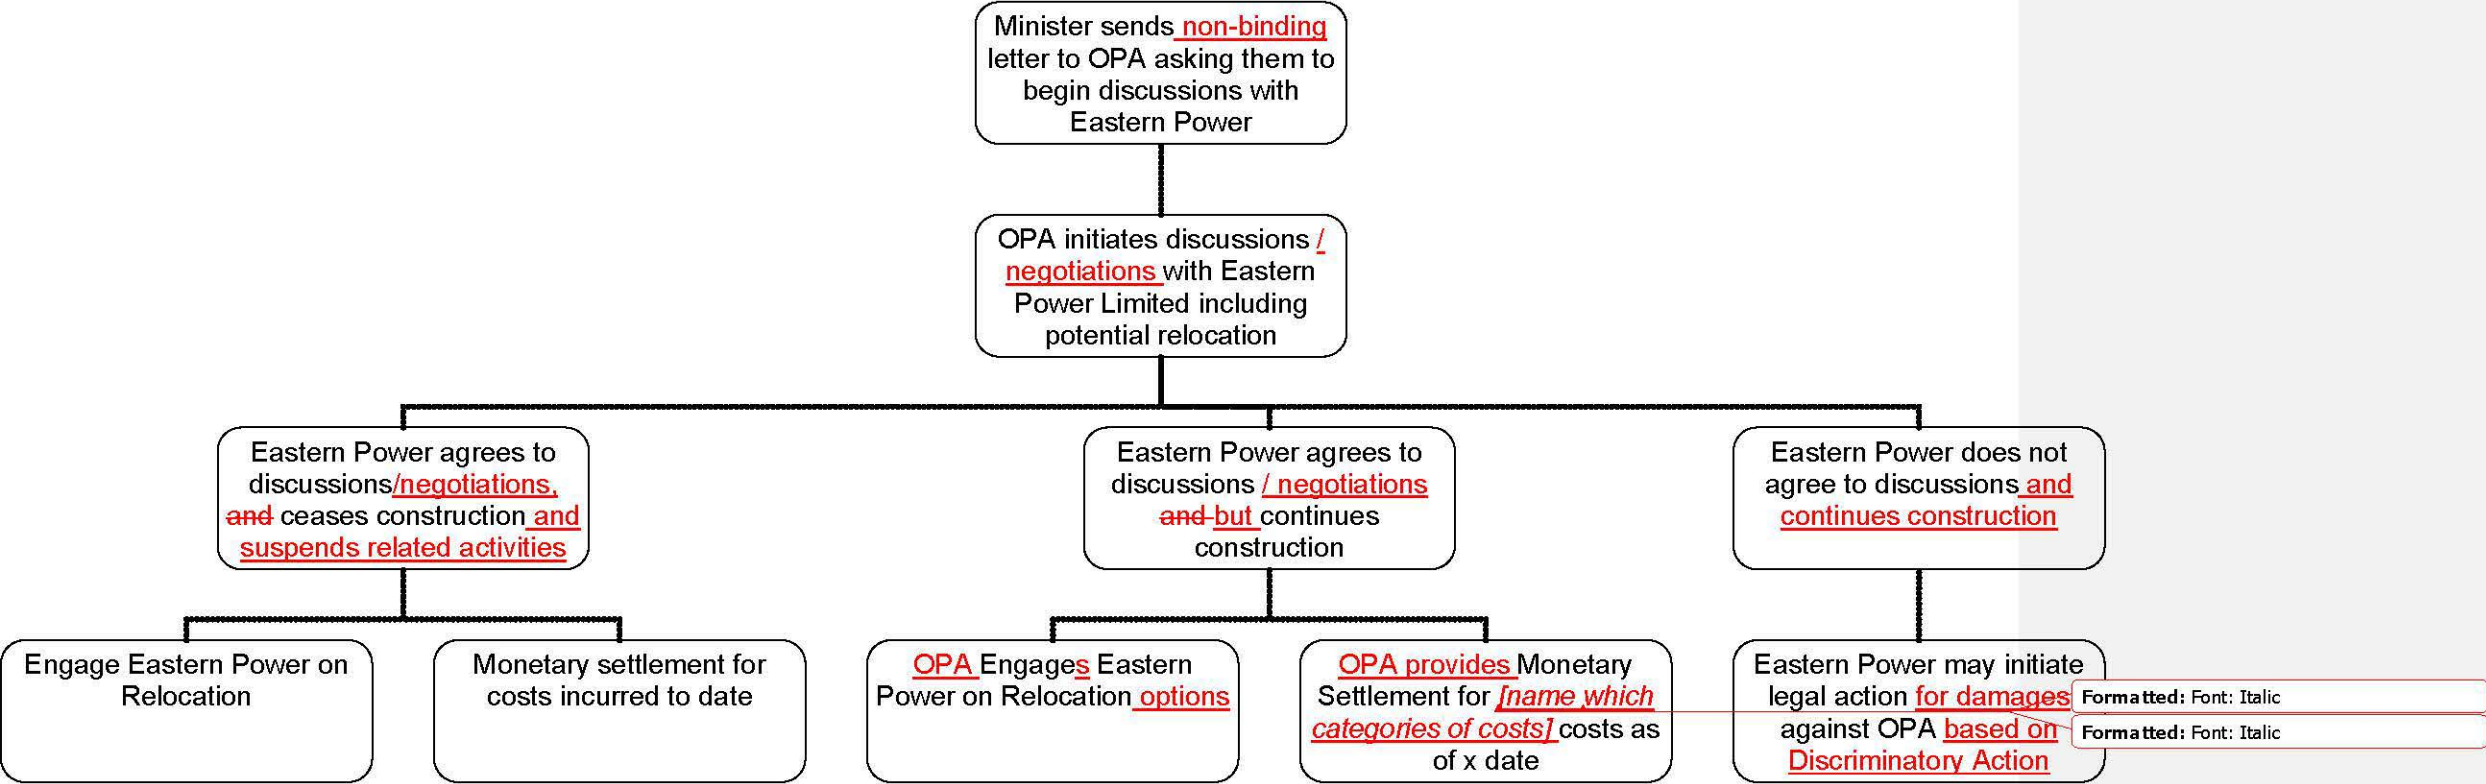 Minister sends non-binding
letter to OPA asking them to
begin discussions with
Eastern Power
OPA initiates discussions /
negotiations with Eastern
Power Limited including
potential relocation
Eastern Power agrees to
discussions/negotiations,
and ceases construction and
suspends related activities
Eastern Power agrees to
discussions / negotiations
and but continues
construction
Eastern Power does not
agree to discussions and
continues construction
Engage Eastern Power on
Relocation
Monetary settlement for
costs incurred to date
OPA Engages Eastern
Power on Relocation options
OPA provides Monetary
Settlement for [name which
categories of costs] costs as
of x date
Eastern Power may initiate
legal action for damages
against OPA based on
Discriminatory Action
Formatted: Font: Italic
Formatted: Font: Italic